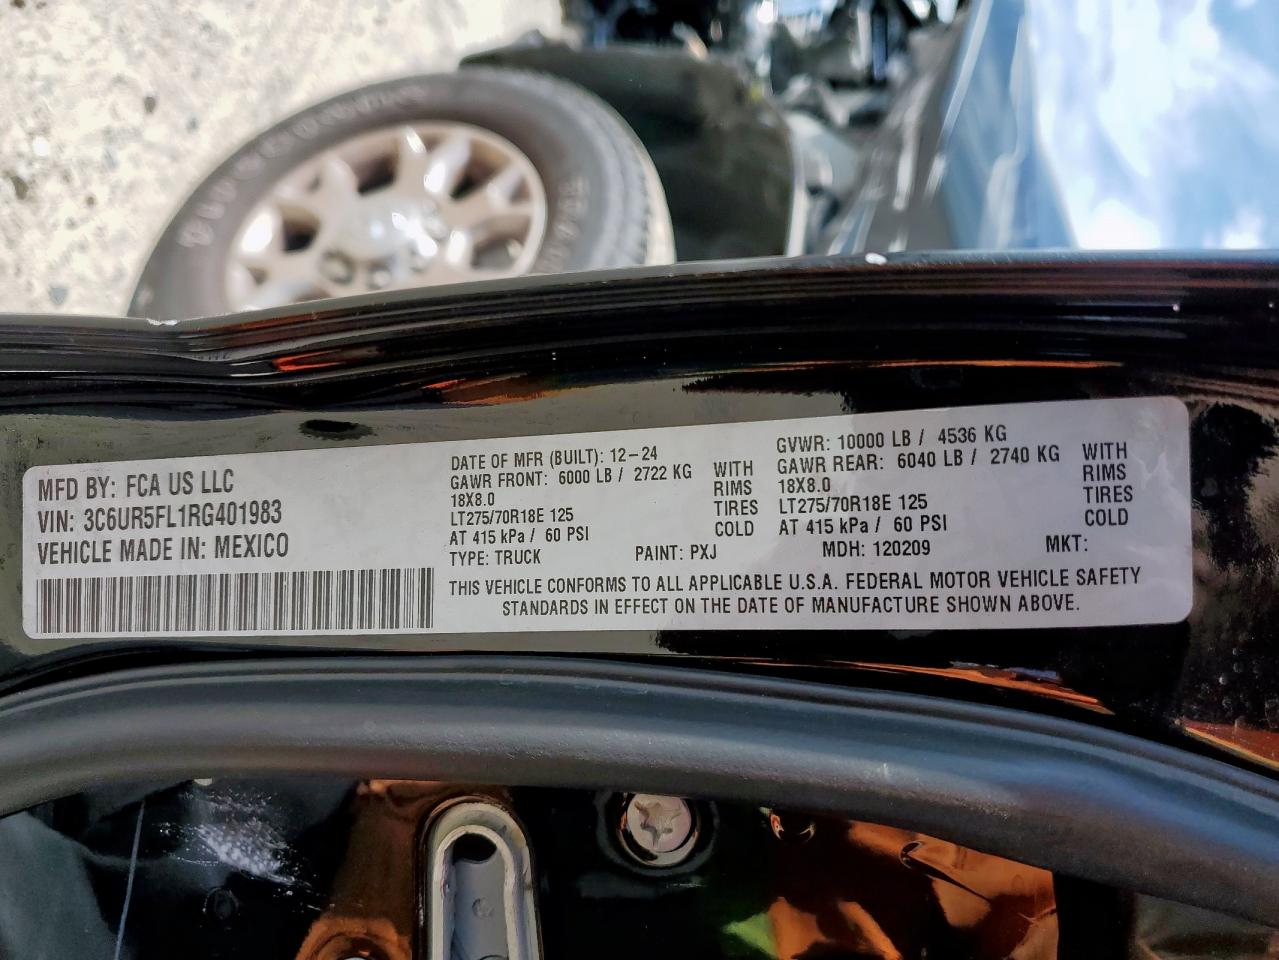 MFD BY: FCA US LLC
VIN: 3C6UR5FL1RG401983
VEHICLE MADE IN: MEXICO
DATE OF MFR (BUILT): 12-24
GAWR FRONT: 6000 LB / 2722 KG
18X8.0
LT275/70R18E 125
AT 415 kPa / 60 PSI
WITH
RIMS
TIRES
COLD
GVWR: 10000 LB / 4536 KG
GAWR REAR: 6040 LB / 2740 KG
18X8.0
LT275/70R18E 125
AT 415 kPa / 60 PSI
WITH
RIMS
TIRES
COLD
TYPE: TRUCK PAINT: PXJ MDH: 120209 MKT:
THIS VEHICLE CONFORMS TO ALL APPLICABLE U.S.A. FEDERAL MOTOR VEHICLE SAFETY
STANDARDS IN EFFECT ON THE DATE OF MANUFACTURE SHOWN ABOVE.